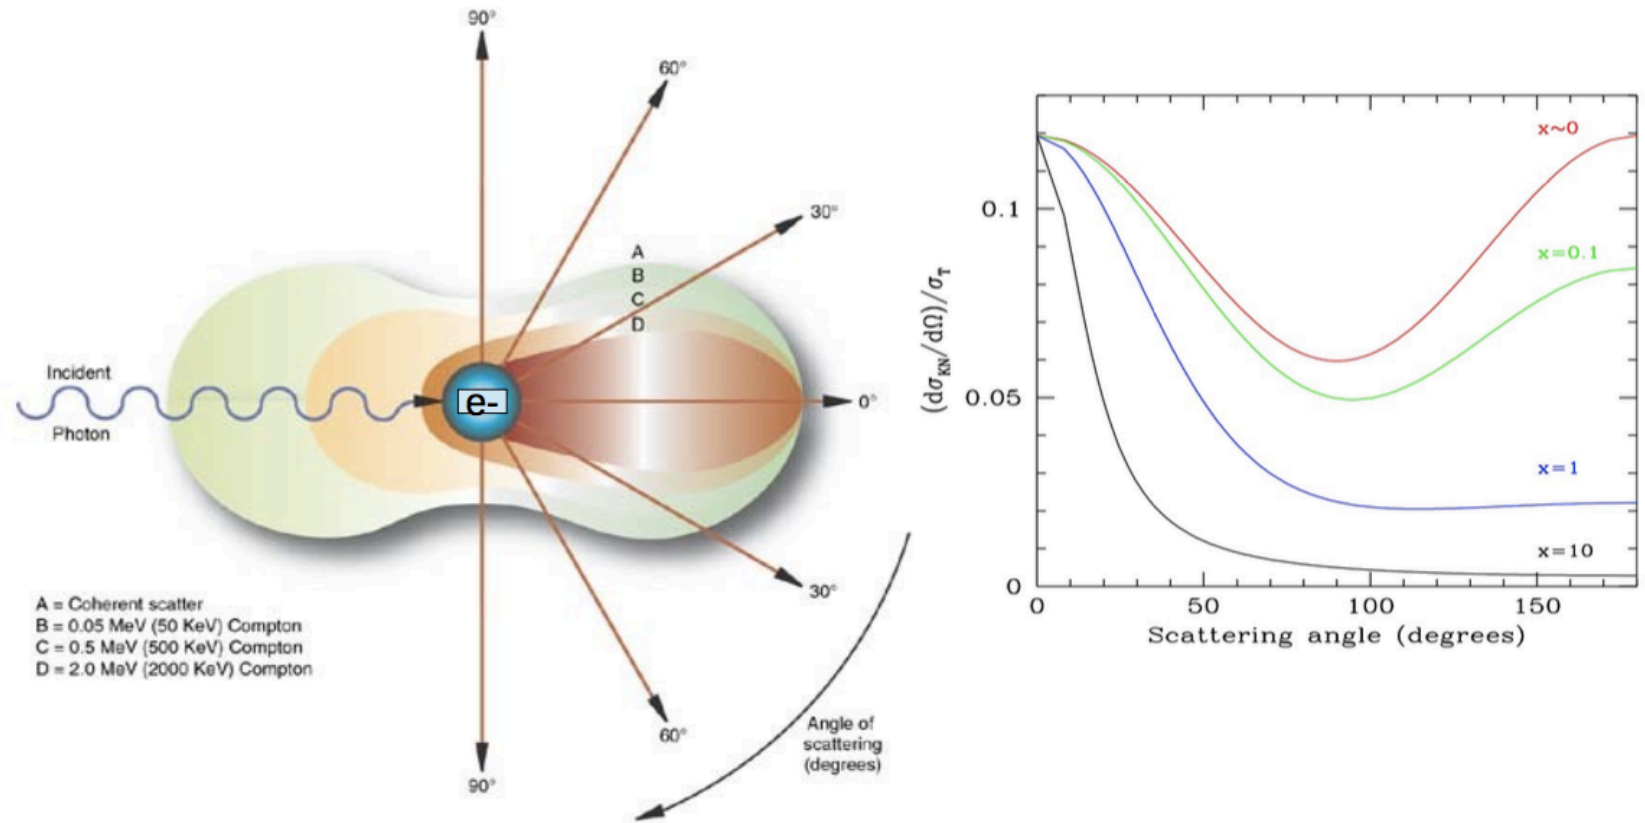 90°
60°
30°
A
B
C
D
Incident
Photon
e-
0°
30°
60°
90°
A = Coherent scatter
B = 0.05 MeV (50 KeV) Compton
C = 0.5 MeV (500 KeV) Compton
D = 2.0 MeV (2000 KeV) Compton
Angle of
scattering
(degrees)
(dσKN/dΩ)/σT
0.1
0.05
0
x~0
x=0.1
x=1
x=10
0 50 100 150
Scattering angle (degrees)